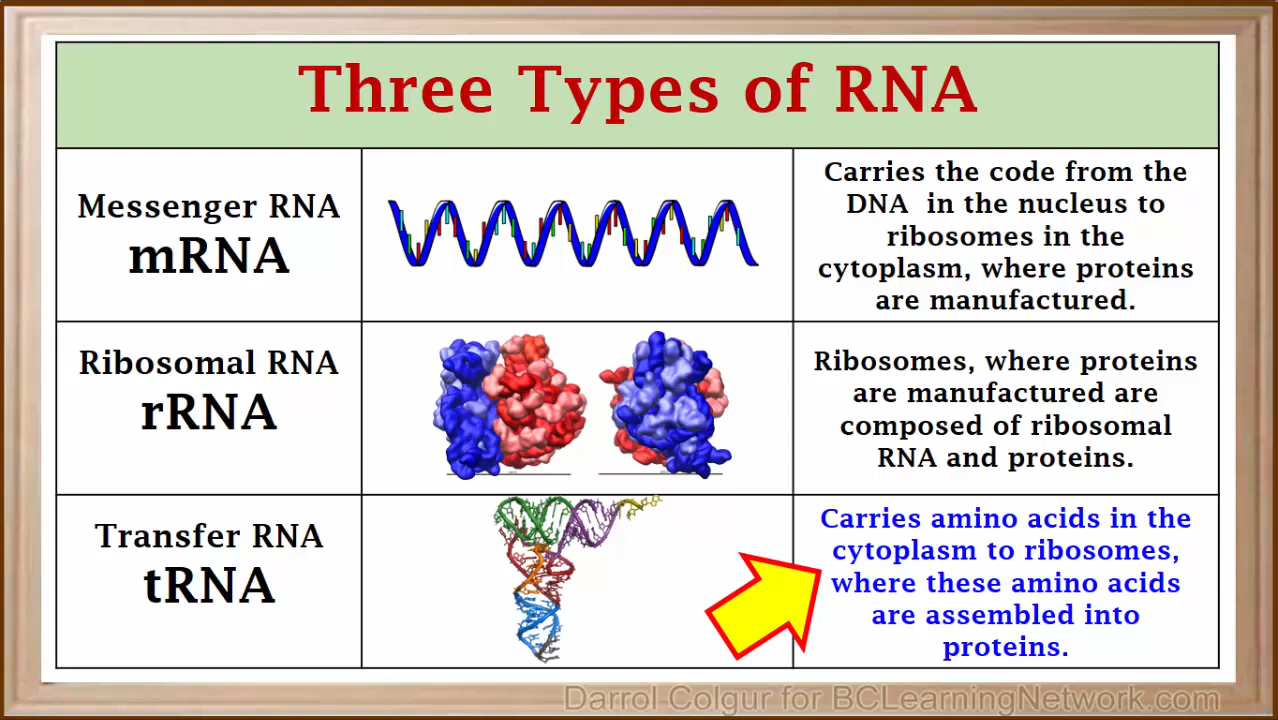 Three Types of RNA
Messenger RNA
mRNA
Carries the code from the
DNA in the nucleus to
ribosomes in the
cytoplasm, where proteins
are manufactured.
Ribosomal RNA
rRNA
Ribosomes, where proteins
are manufactured are
composed of ribosomal
RNA and proteins.
Transfer RNA
tRNA
Carries amino acids in the
cytoplasm to ribosomes,
where these amino acids
are assembled into
proteins.
Darrol Colgur for BCLearningNetwork.com